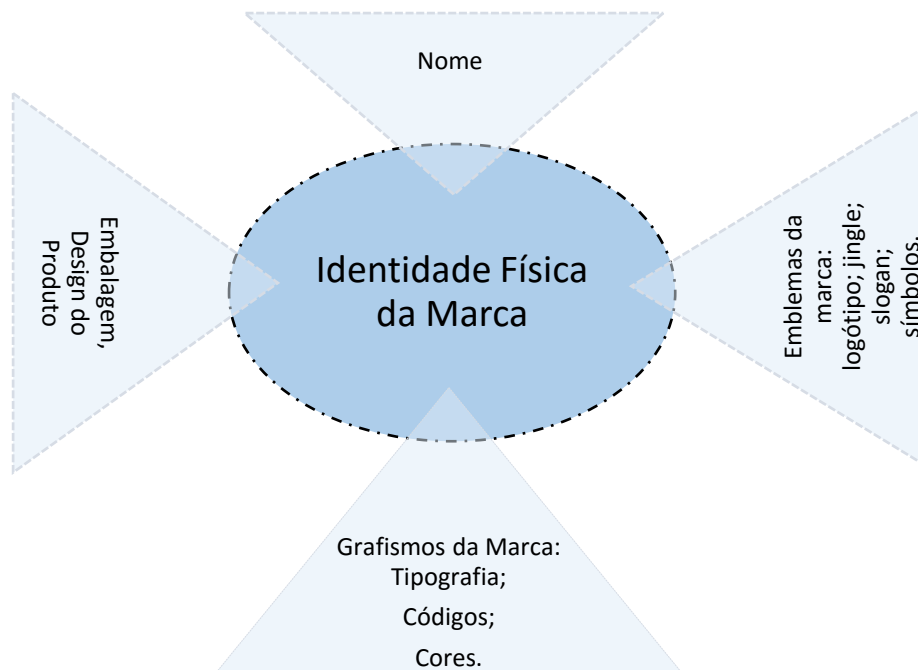 Nome
Embalagem,
Design do
Produto
Identidade Física
da Marca
Emblemas da
marca:
logótipo; jingle;
slogan;
símbolos.
Grafismos da Marca:
Tipografia;
Códigos;
Cores.